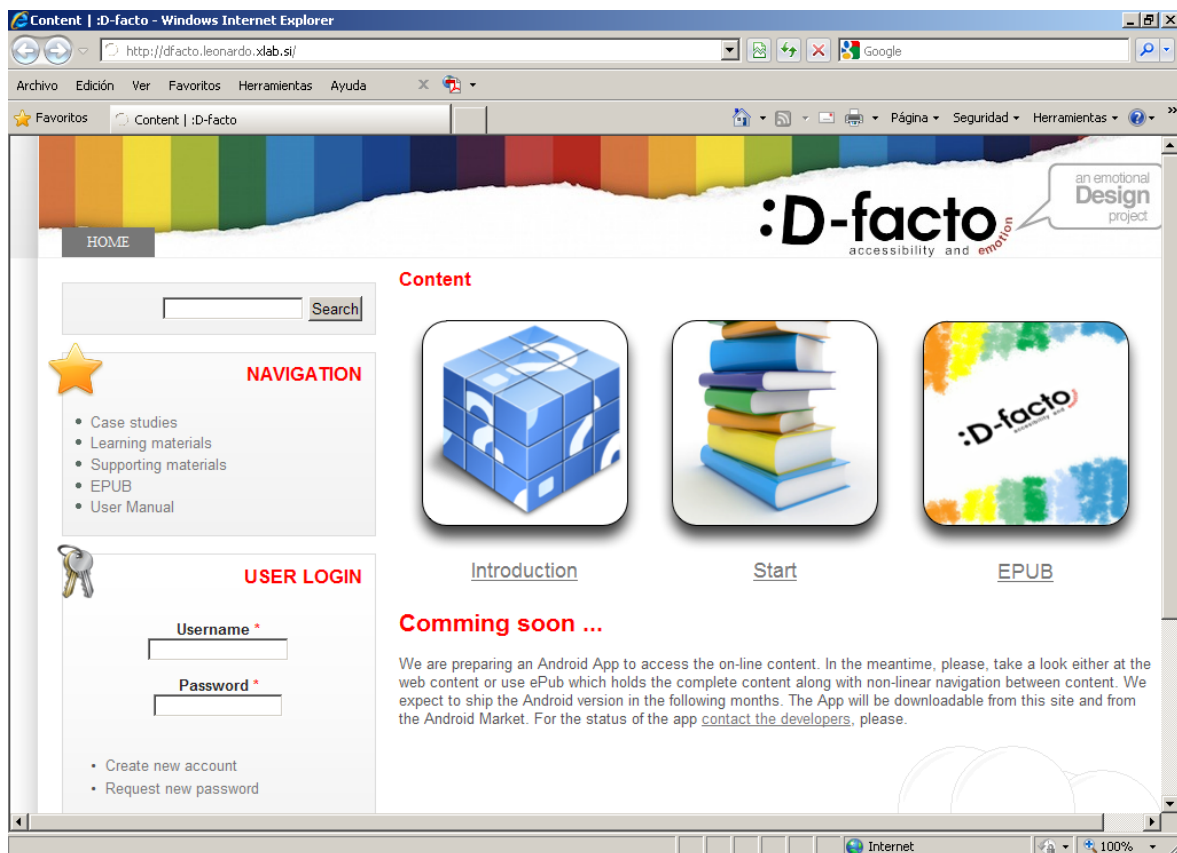 Content | :D-facto - Windows Internet Explorer
http://dfacto.leonardo.xlab.si/
Google
Archivo Edición Ver Favoritos Herramientas Ayuda
Favoritos Content | :D-facto Página Seguridad Herramientas
an emotional
Design
project
:D-facto
accessibility and emotion
HOME
Search
NAVIGATION
Case studies
Learning materials
Supporting materials
EPUB
User Manual
USER LOGIN
Username *
Password *
Create new account
Request new password
Content
:D-facto
accessibility and
Introduction Start EPUB
Comming soon ...
We are preparing an Android App to access the on-line content. In the meantime, please, take a look either at the
web content or use ePub which holds the complete content along with non-linear navigation between content. We
expect to ship the Android version in the following months. The App will be downloadable from this site and from
the Android Market. For the status of the app contact the developers, please.
Internet 100%